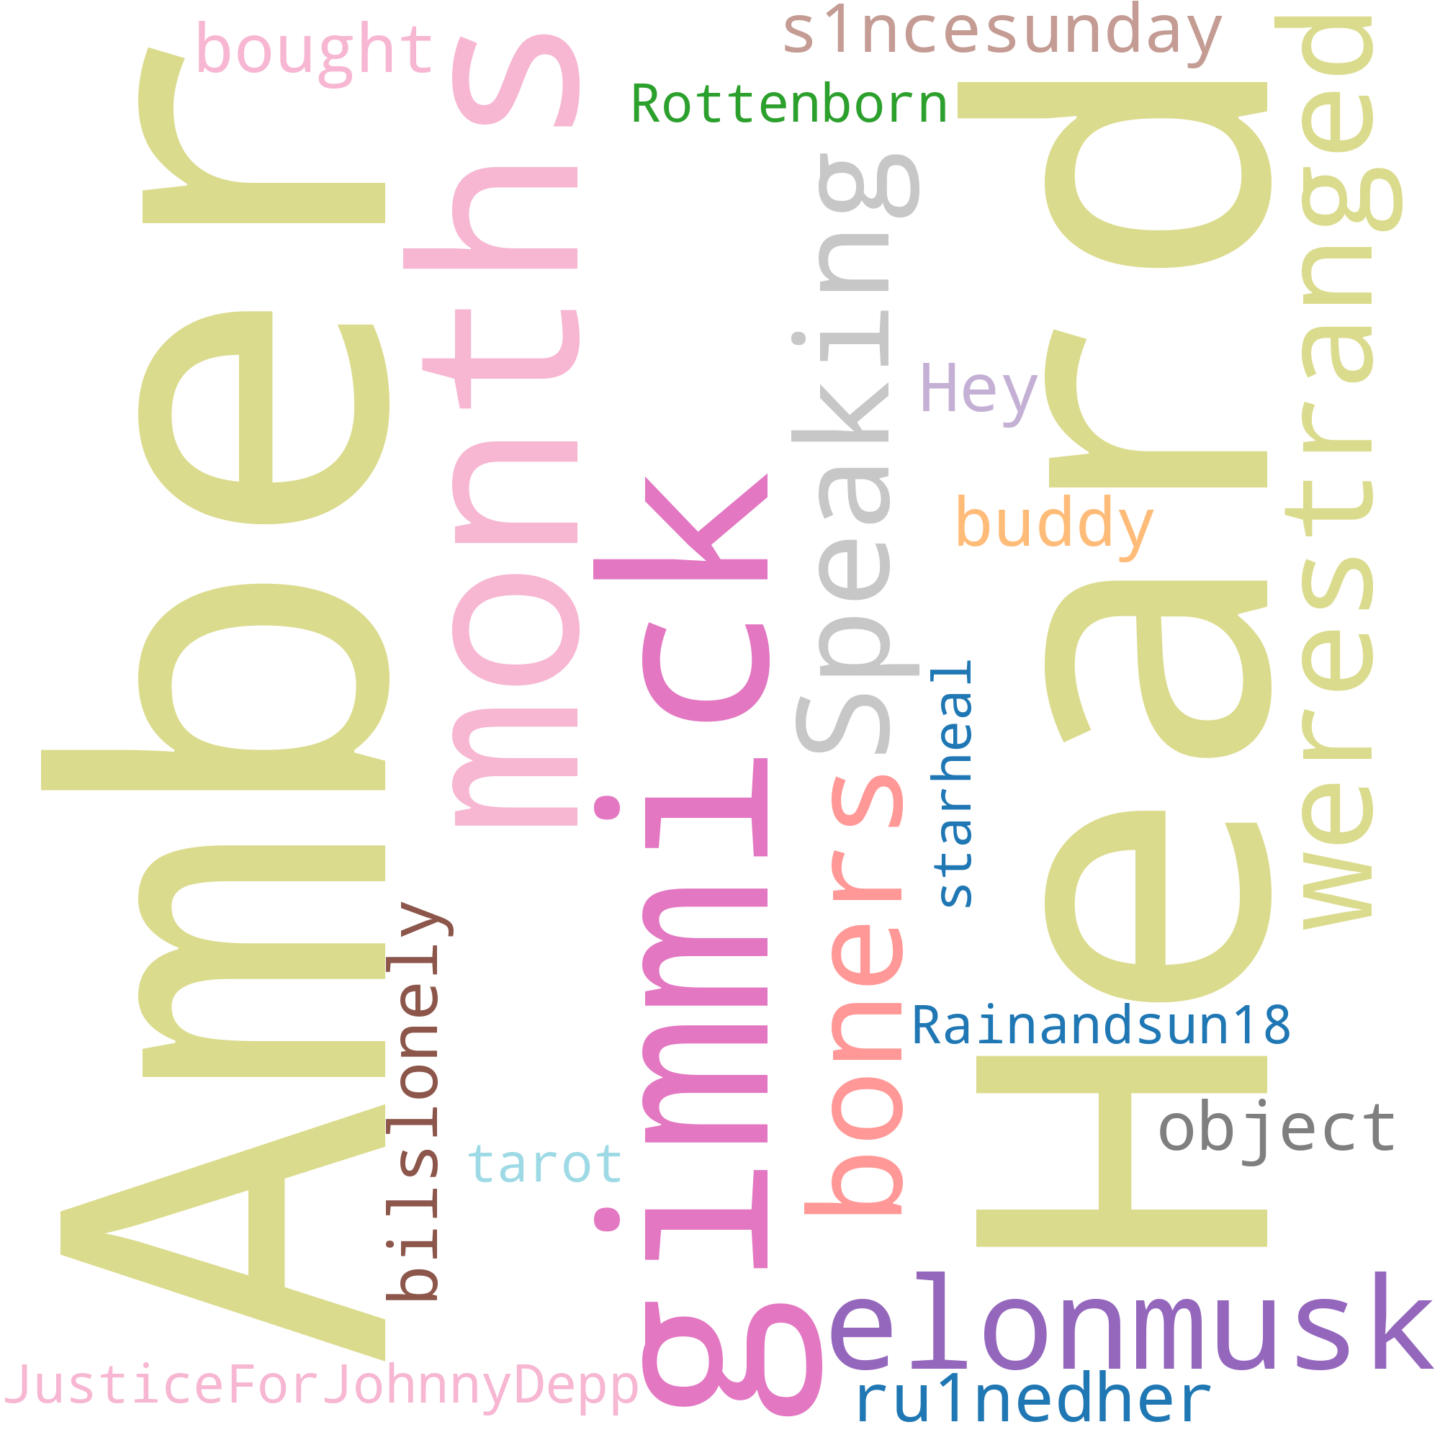 bought
s1ncesunday
Rottenborn
Amber
months
gimmick
Speaking
Hey
Heard
werestranged
buddy
starheal
boners
bilslonely
Rainandsun18
object
tarot
elonmusk
JusticeForJohnnyDepp
ru1nedher